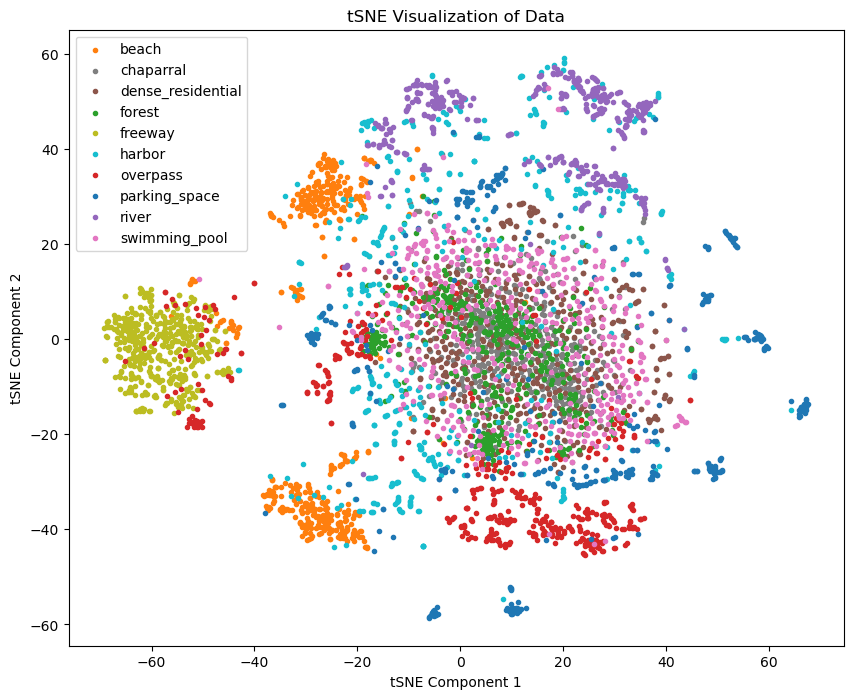 tSNE Visualization of Data
beach
chaparral
dense_residential
forest
freeway
harbor
overpass
parking_space
river
swimming_pool
60
40
20
0
−20
−40
−60
tSNE Component 2
−60
−40
−20
0
20
40
60
tSNE Component 1